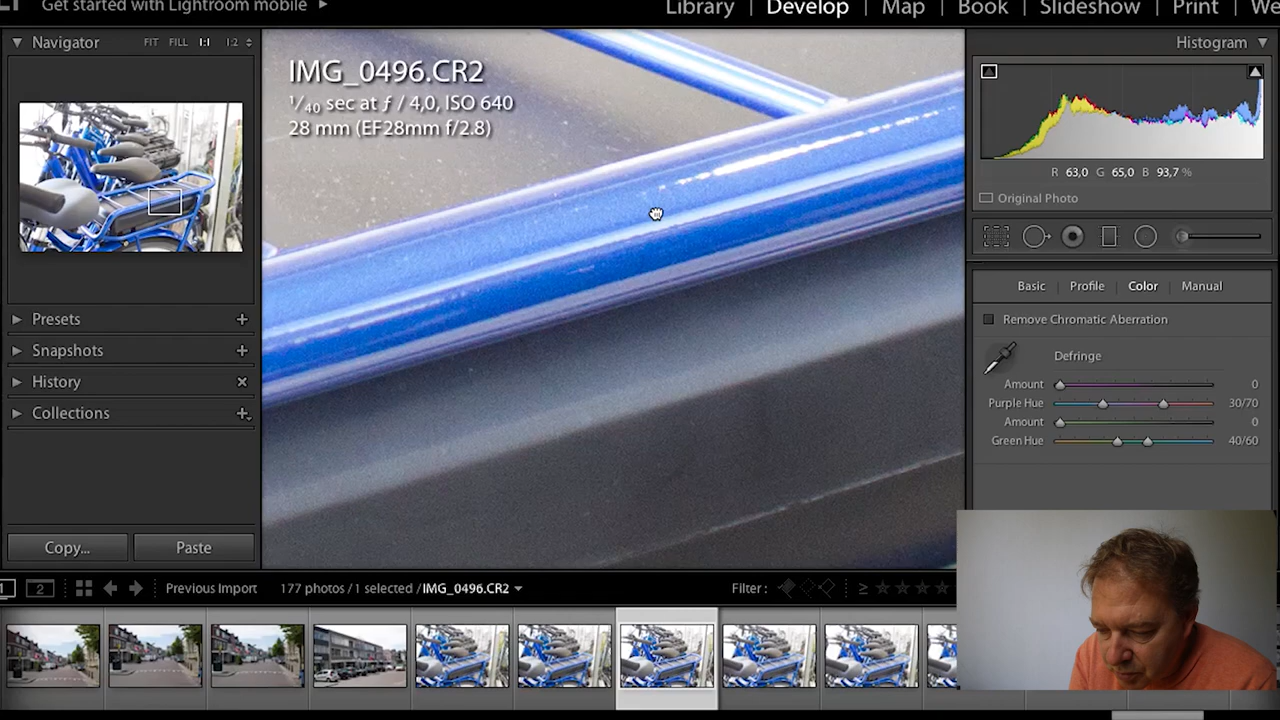 Get started with Lightroom mobile
Library | Develop | Map | Book | Slideshow | Print | We
Navigator FIT FILL 1:1 1:2
Histogram
IMG_0496.CR2
1/40 sec at ƒ / 4,0, ISO 640
28 mm (EF28mm f/2.8)
R 63,0 G 65,0 B 93,7 %
Original Photo
Basic Profile Color Manual
Remove Chromatic Aberration
Defringe
Amount 0
Purple Hue 30/70
Amount 0
Green Hue 40/60
Presets
Snapshots
History
Collections
Copy... Paste
1 2 Previous Import 177 photos / 1 selected / IMG_0496.CR2 Filter : ≥